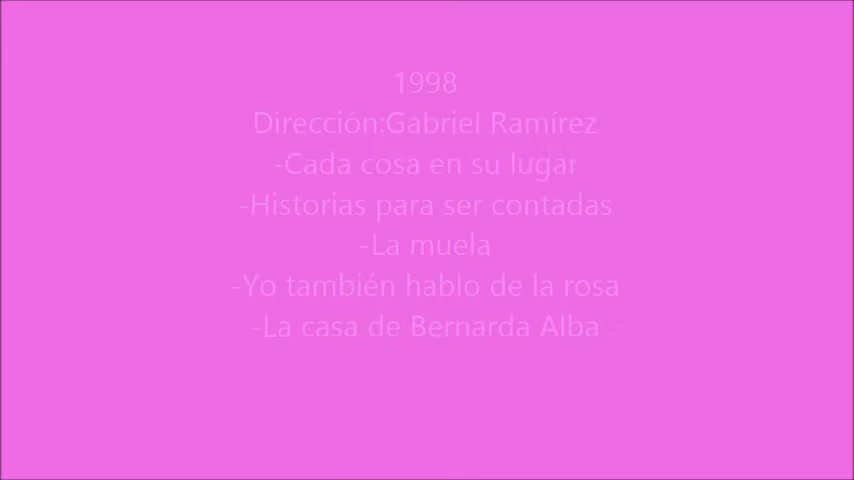 1998
Dirección:Gabriel Ramírez
-Cada cosa en su lugar
-Historias para ser contadas
-La muela
-Yo también hablo de la rosa
-La casa de Bernarda Alba